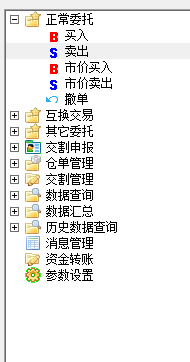 正常委托
B 买入
S 卖出
B 市价买入
S 市价卖出
撤单
互换交易
其它委托
交割申报
仓单管理
交割管理
数据查询
数据汇总
历史数据查询
消息管理
资金转账
参数设置